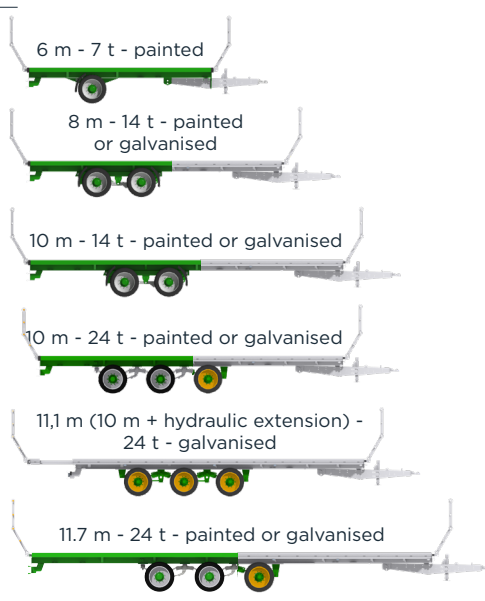 6 m - 7 t - painted
8 m - 14 t - painted
or galvanised
10 m - 14 t - painted or galvanised
10 m - 24 t - painted or galvanised
11,1 m (10 m + hydraulic extension) -
24 t - galvanised
11.7 m - 24 t - painted or galvanised